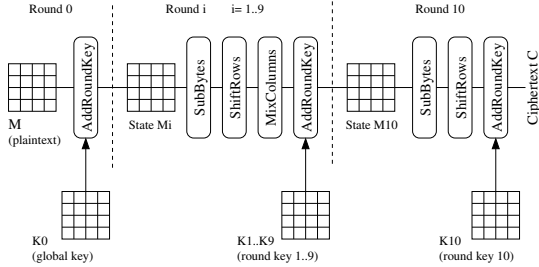 Round 0
Round i i= 1..9
Round 10
AddRoundKey
SubBytes
ShiftRows
MixColumns
AddRoundKey
SubBytes
ShiftRows
AddRoundKey
Ciphertext C
M
(plaintext)
State Mi
State M10
K0
(global key)
K1..K9
(round key 1..9)
K10
(round key 10)